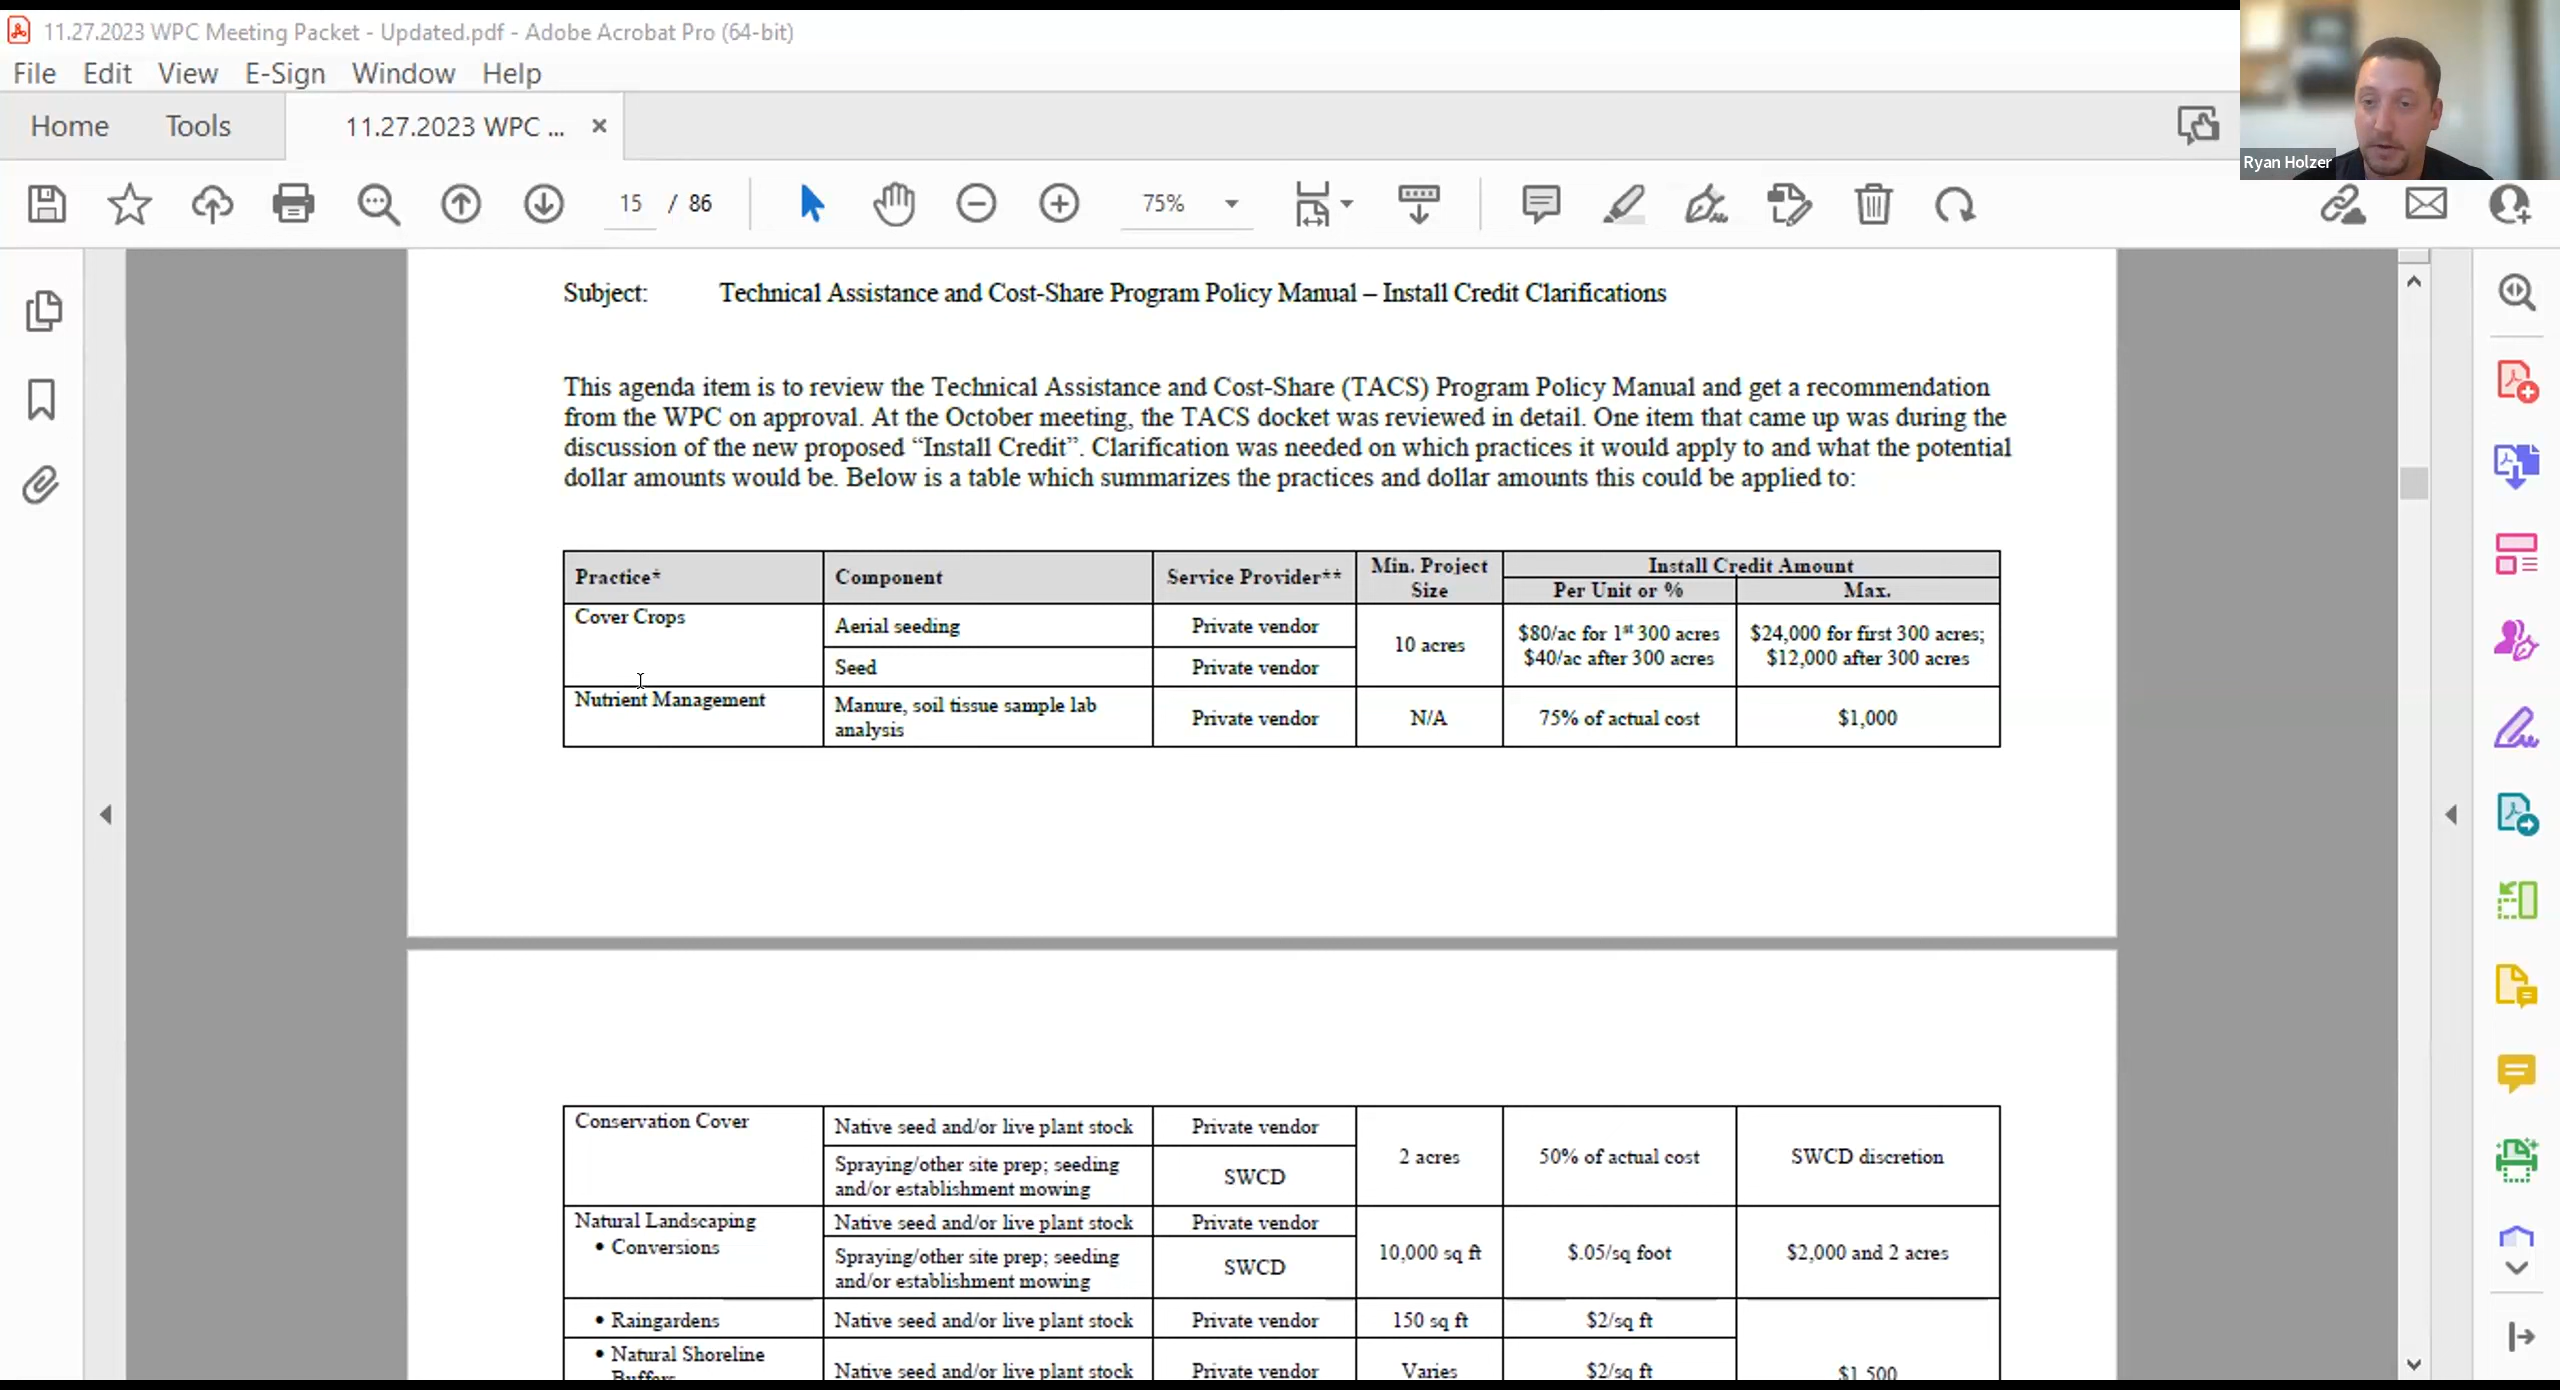 11.27.2023 WPC Meeting Packet - Updated.pdf - Adobe Acrobat Pro (64-bit)
File Edit View E-Sign Window Help
Home Tools 11.27.2023 WPC ... ×
Ryan Holzer
15 / 86 75%
Subject: Technical Assistance and Cost-Share Program Policy Manual – Install Credit Clarifications
This agenda item is to review the Technical Assistance and Cost-Share (TACS) Program Policy Manual and get a recommendation
from the WPC on approval. At the October meeting, the TACS docket was reviewed in detail. One item that came up was during the
discussion of the new proposed “Install Credit”. Clarification was needed on which practices it would apply to and what the potential
dollar amounts would be. Below is a table which summarizes the practices and dollar amounts this could be applied to:
Practice* Component Service Provider** Min. Project Size Install Credit Amount
Per Unit or % Max.
Cover Crops Aerial seeding Private vendor 10 acres $80/ac for 1st 300 acres $24,000 for first 300 acres;
Seed Private vendor $40/ac after 300 acres $12,000 after 300 acres
Nutrient Management Manure, soil tissue sample lab
analysis Private vendor N/A 75% of actual cost $1,000
Conservation Cover Native seed and/or live plant stock Private vendor 2 acres 50% of actual cost SWCD discretion
Spraying/other site prep; seeding
and/or establishment mowing SWCD
Natural Landscaping Native seed and/or live plant stock Private vendor
• Conversions 10,000 sq ft $.05/sq foot $2,000 and 2 acres
Spraying/other site prep; seeding
and/or establishment mowing SWCD
• Raingardens Native seed and/or live plant stock Private vendor 150 sq ft $2/sq ft
• Natural Shoreline
Buffers Native seed and/or live plant stock Private vendor Varies $2/sq ft $1,500